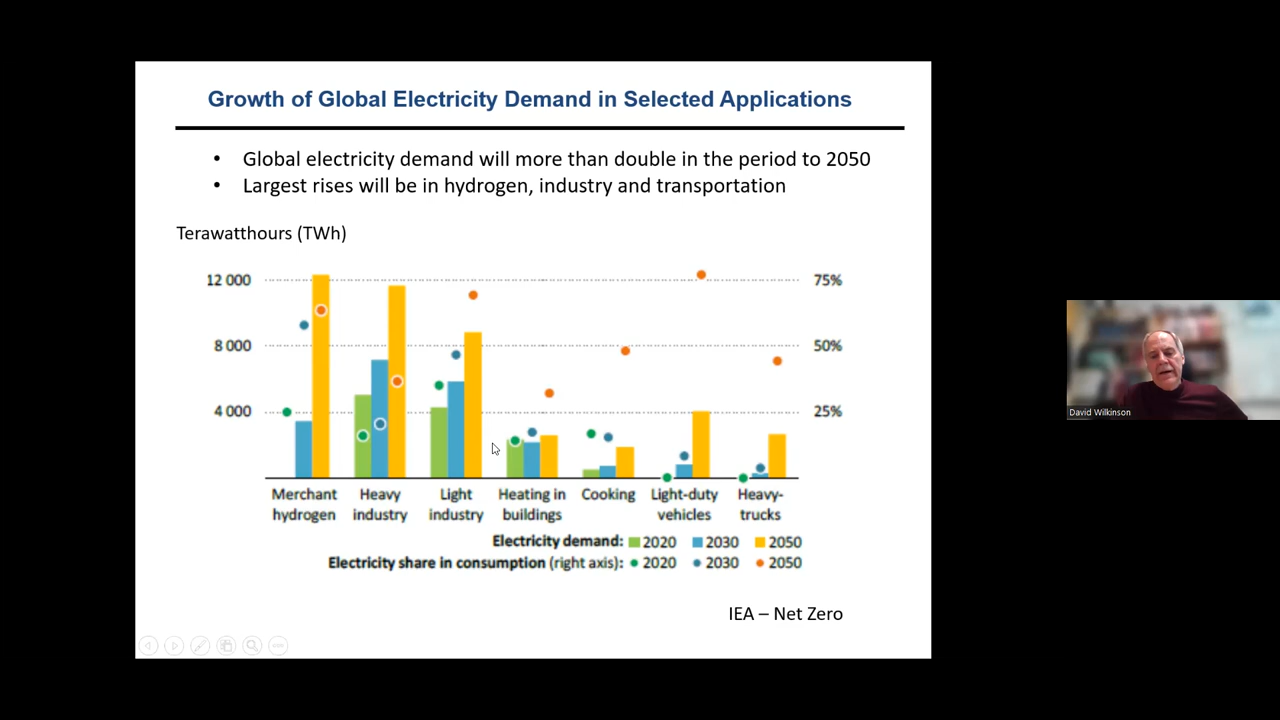 Growth of Global Electricity Demand in Selected Applications
• Global electricity demand will more than double in the period to 2050
• Largest rises will be in hydrogen, industry and transportation
Terawatthours (TWh)
12 000
75%
8 000
50%
4 000
25%
Merchant hydrogen
Heavy industry
Light industry
Heating in buildings
Cooking
Light-duty vehicles
Heavy-trucks
Electricity demand: 2020 2030 2050
Electricity share in consumption (right axis): 2020 2030 2050
IEA – Net Zero
David Wilkinson